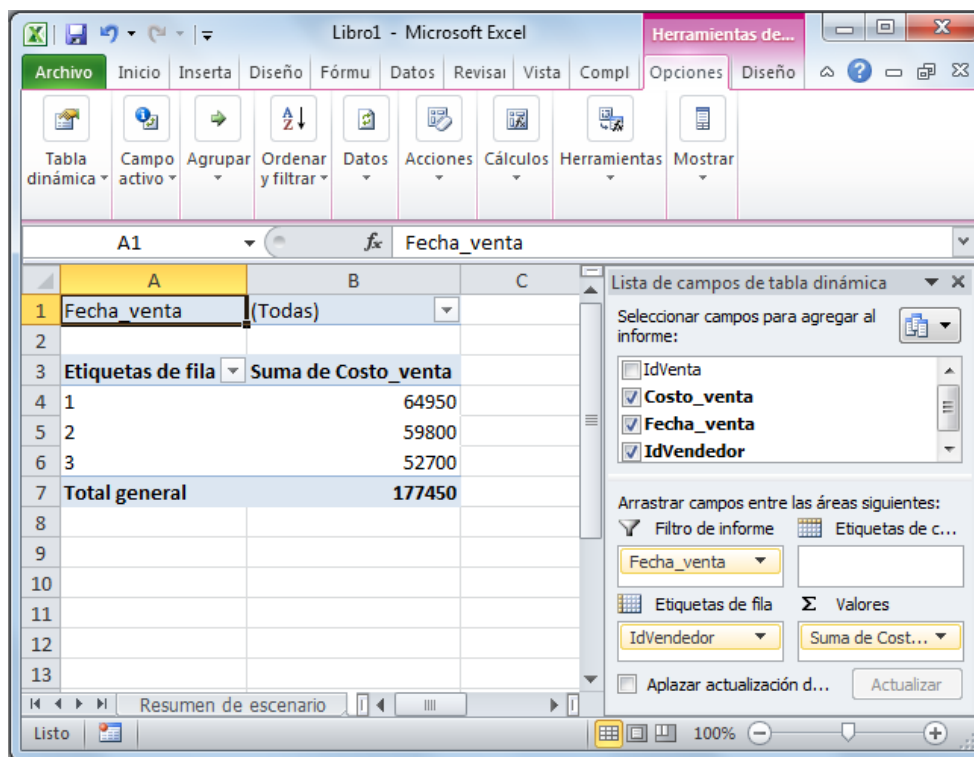 Libro1 - Microsoft Excel
Herramientas de...
Archivo Inicio Inserta Diseño Fórmu Datos Revisar Vista Compl Opciones Diseño
Tabla dinámica Campo activo Agrupar Ordenar y filtrar Datos Acciones Cálculos Herramientas Mostrar
A1 fx Fecha_venta
A B C
1 Fecha_venta (Todas)
2
3 Etiquetas de fila Suma de Costo_venta
4 1 64950
5 2 59800
6 3 52700
7 Total general 177450
8
9
10
11
12
13
Lista de campos de tabla dinámica
Seleccionar campos para agregar al
informe:
IdVenta
Costo_venta
Fecha_venta
IdVendedor
Arrastrar campos entre las áreas siguientes:
Filtro de informe Etiquetas de c...
Fecha_venta
Etiquetas de fila Σ Valores
IdVendedor Suma de Cost...
Aplazar actualización d... Actualizar
Resumen de escenario
Listo 100%